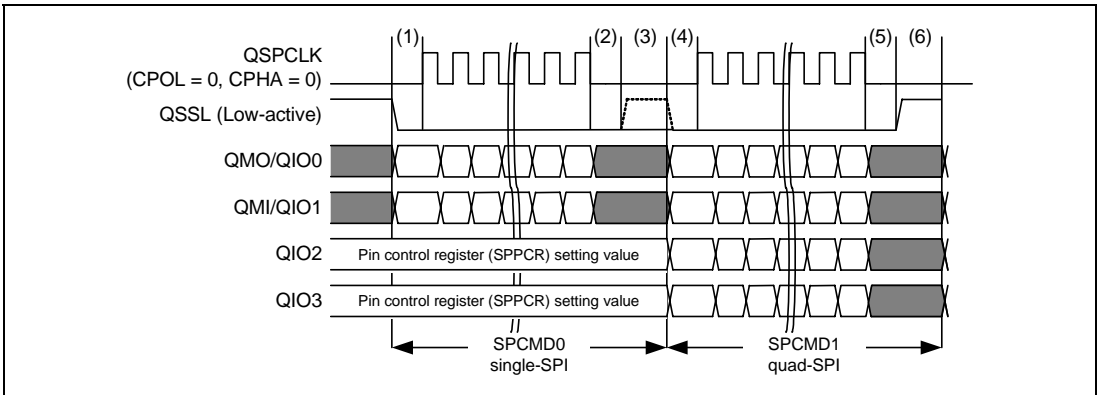 (1) (2) (3) (4) (5) (6)
QSPCLK
(CPOL = 0, CPHA = 0)
QSSL (Low-active)
QMO/QIO0
QMI/QIO1
QIO2 Pin control register (SPPCR) setting value
QIO3 Pin control register (SPPCR) setting value
SPCMD0 SPCMD1
single-SPI quad-SPI